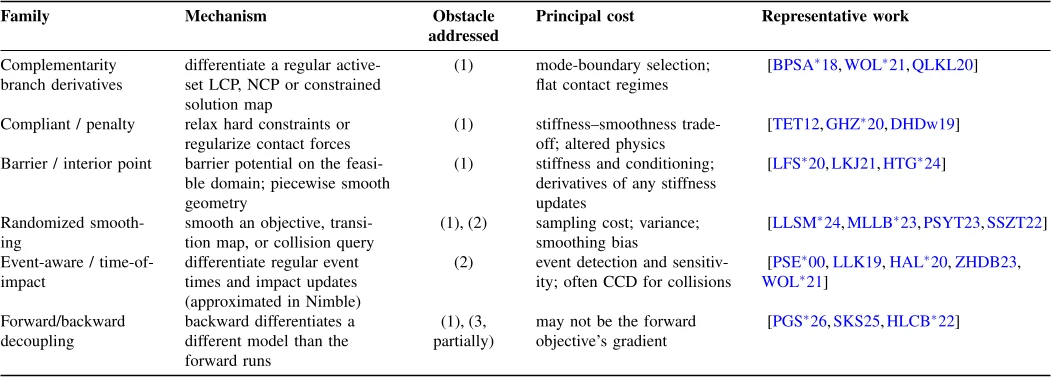 Family Mechanism Obstacle addressed Principal cost Representative work
Complementarity differentiate a regular active- (1) mode-boundary selection; [BPSA*18, WOL*21, QLKL20]
branch derivatives set LCP, NCP or constrained flat contact regimes
solution map
Compliant / penalty relax hard constraints or (1) stiffness–smoothness trade- [TET12, GHZ*20, DHDw19]
regularize contact forces off; altered physics
Barrier / interior point barrier potential on the feasi- (1) stiffness and conditioning; [LFS*20, LKJ21, HTG*24]
ble domain; piecewise smooth derivatives of any stiffness
geometry updates
Randomized smooth- smooth an objective, transi- (1), (2) sampling cost; variance; [LLSM*24, MLLB*23, PSYT23, SSZT22]
ing tion map, or collision query smoothing bias
Event-aware / time-of- differentiate regular event (2) event detection and sensitiv- [PSE*00, LLK19, HAL*20, ZHDB23,
impact times and impact updates ity; often CCD for collisions WOL*21]
(approximated in Nimble)
Forward/backward backward differentiates a (1), (3, may not be the forward [PGS*26, SKS25, HLCB*22]
decoupling different model than the partially) objective's gradient
forward runs